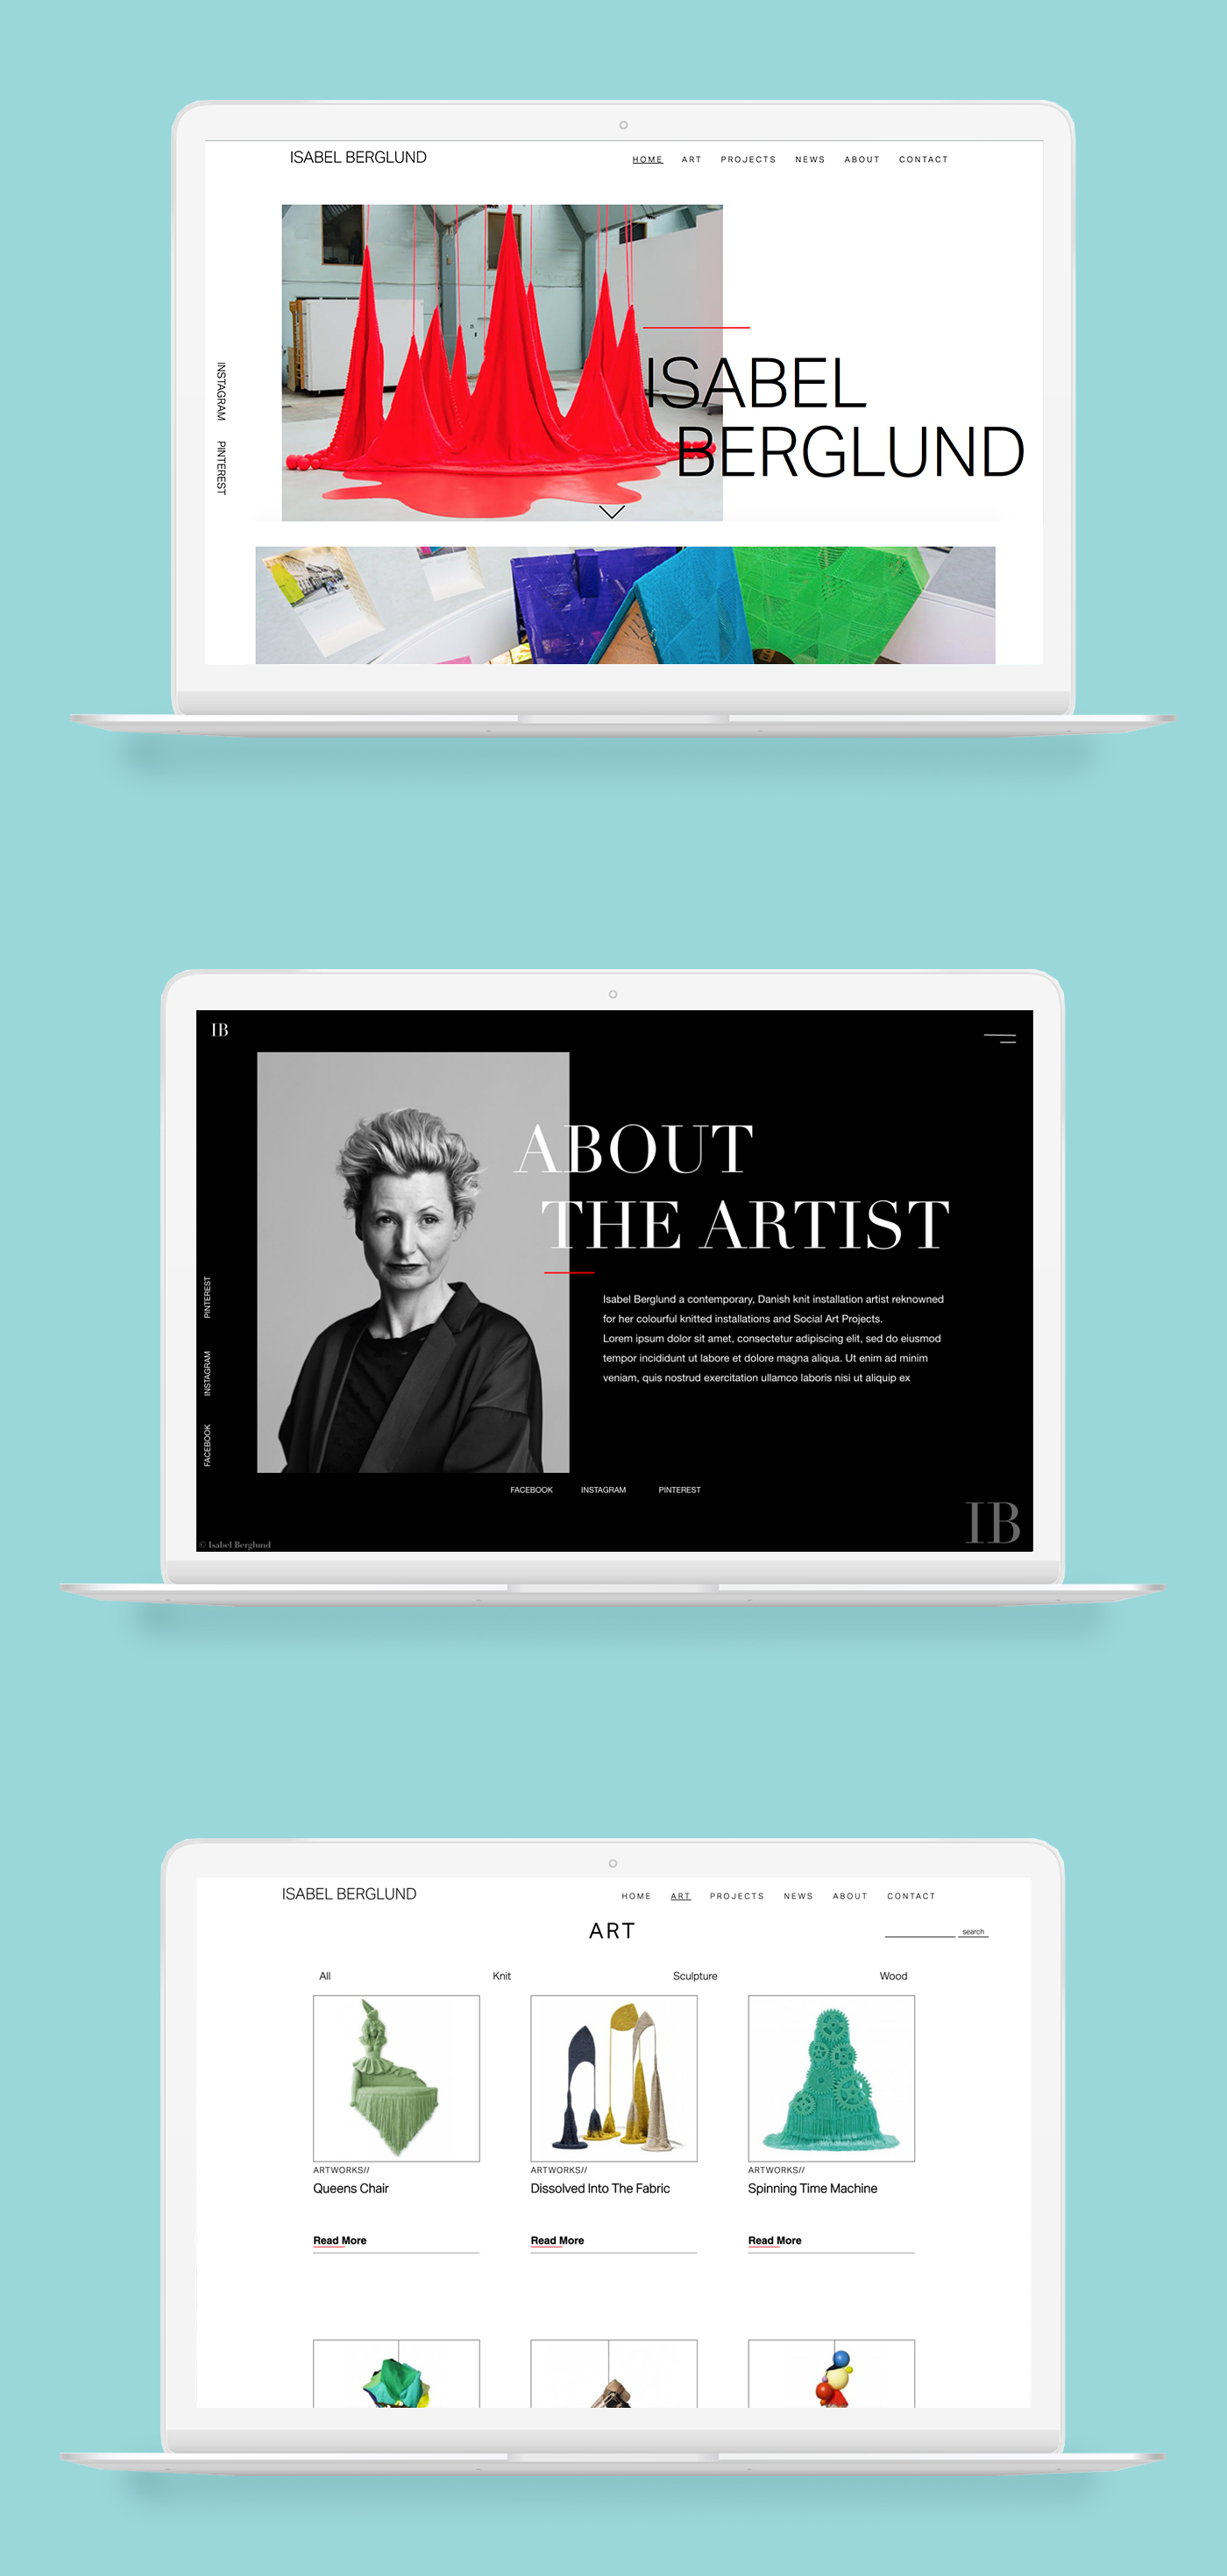 ISABEL BERGLUND
HOME ART PROJECTS NEWS ABOUT CONTACT
ISABEL
BERGLUND
INSTAGRAM
PINTEREST
IB
ABOUT
THE ARTIST
Isabel Berglund a contemporary, Danish knit installation artist reknowned
for her colourful knitted installations and Social Art Projects.
Lorem ipsum dolor sit amet, consectetur adipiscing elit, sed do eiusmod
tempor incididunt ut labore et dolore magna aliqua. Ut enim ad minim
veniam, quis nostrud exercitation ullamco laboris nisi ut aliquip ex
PINTEREST
INSTAGRAM
FACEBOOK
FACEBOOK INSTAGRAM PINTEREST
IB
© Isabel Berglund
ISABEL BERGLUND
HOME ART PROJECTS NEWS ABOUT CONTACT
ART
search
All Knit Sculpture Wood
ARTWORKS// ARTWORKS// ARTWORKS//
Queens Chair Dissolved Into The Fabric Spinning Time Machine
Read More Read More Read More